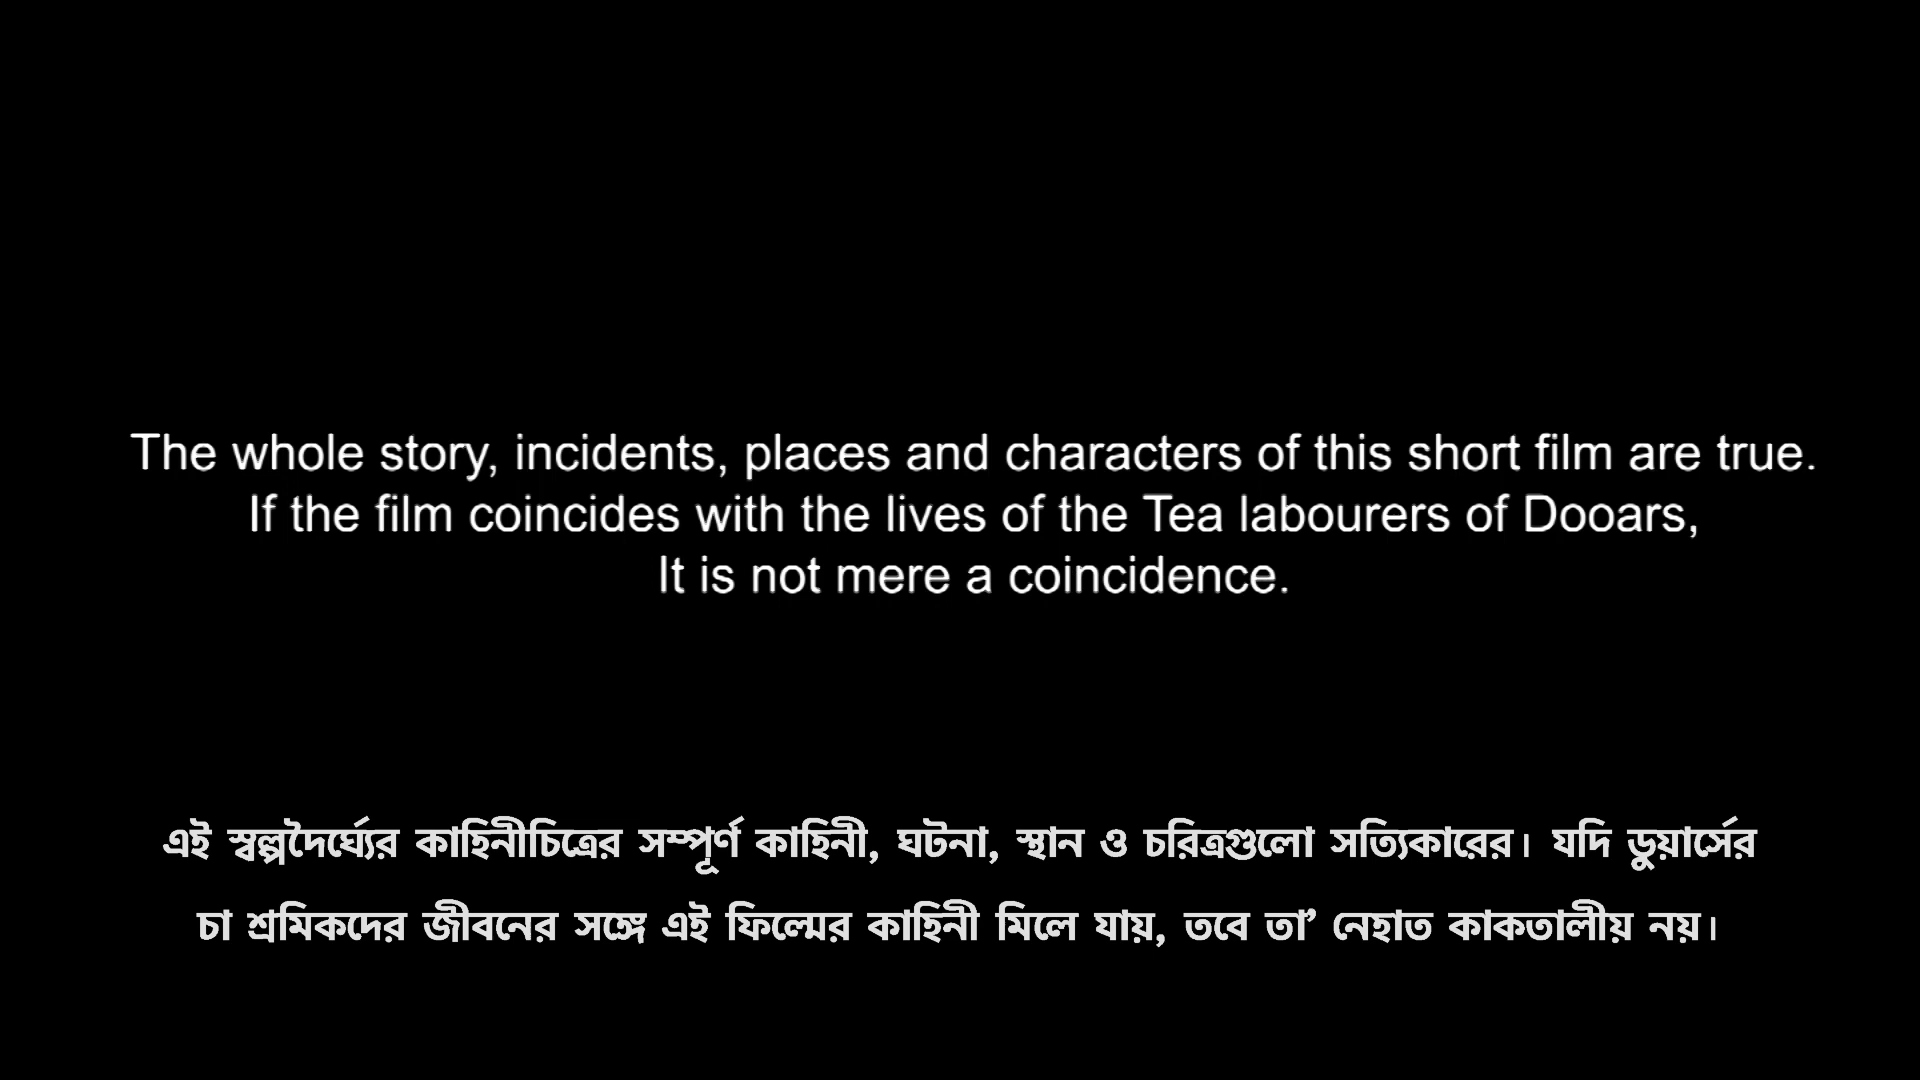 The whole story, incidents, places and characters of this short film are true.
If the film coincides with the lives of the Tea labourers of Dooars,
It is not mere a coincidence.
এই স্বল্পদৈর্ঘ্যের কাহিনীচিত্রের সম্পূর্ণ কাহিনী, ঘটনা, স্থান ও চরিত্রগুলো সত্যিকারের। যদি ডুয়ার্সের
চা শ্রমিকদের জীবনের সঙ্গে এই ফিল্মের কাহিনী মিলে যায়, তবে তা’ নেহাত কাকতালীয় নয়।